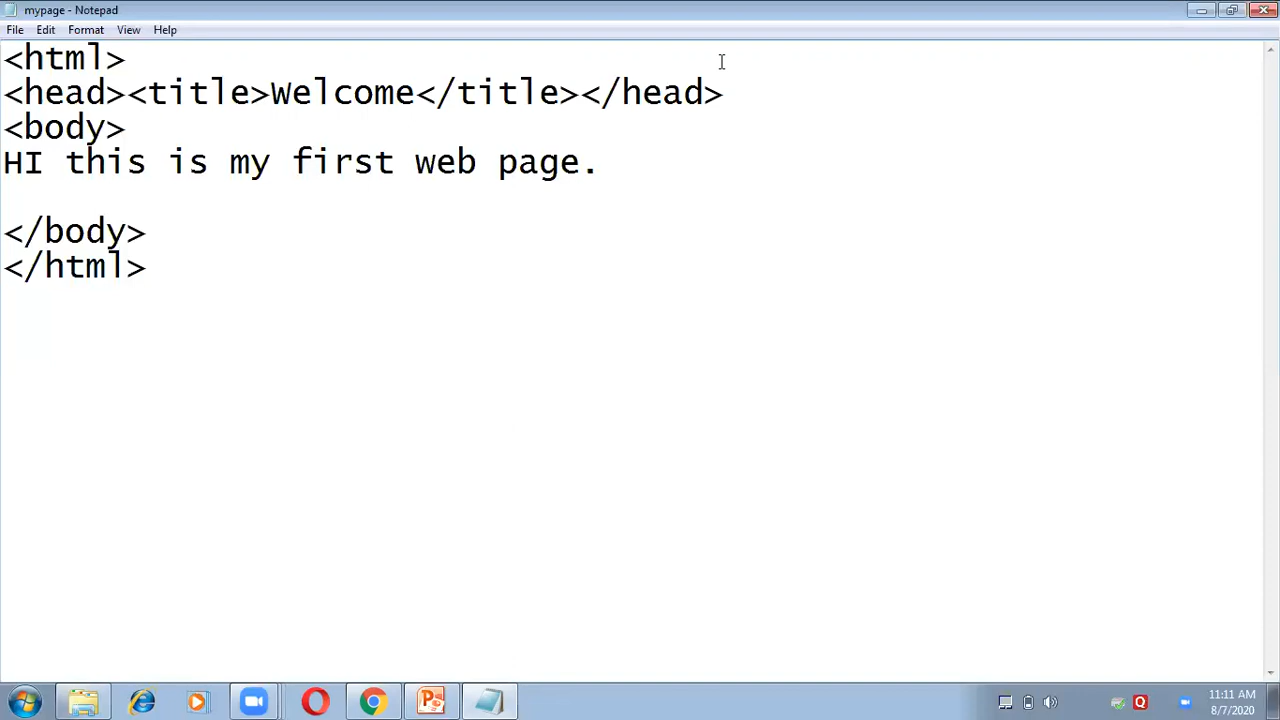 mypage - Notepad
File Edit Format View Help
<html>
<head><title>Welcome</title></head>
<body>
HI this is my first web page.
</body>
</html>
11:11 AM
8/7/2020